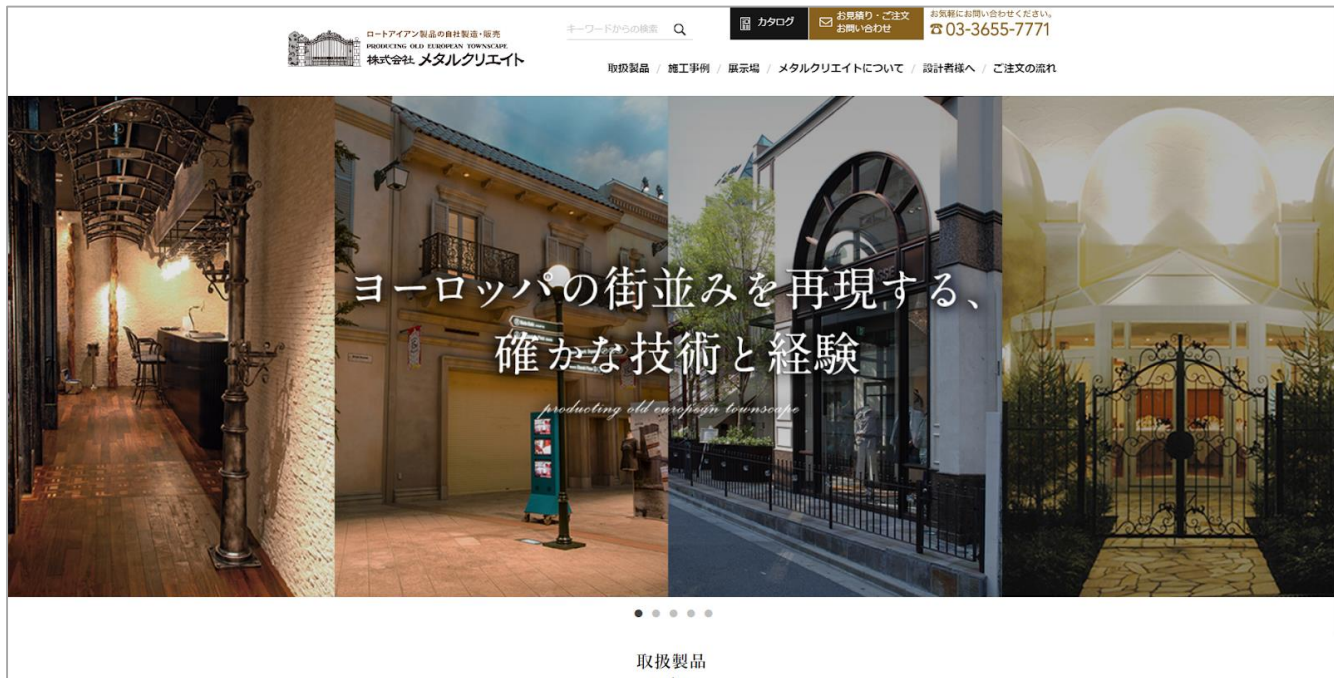 ロートアイアン製品の自社製造・販売
PRODUCING OLD EUROPEAN TOWNSCAPE
株式会社 メタルクリエイト
キーワードからの検索
カタログ
お見積り・ご注文
お問い合わせ
お気軽にお問い合わせください。
03-3655-7771
取扱製品 / 施工事例 / 展示場 / メタルクリエイトについて / 設計者様へ / ご注文の流れ
ヨーロッパの街並みを再現する、
確かな技術と経験
producting old european townscape
取扱製品